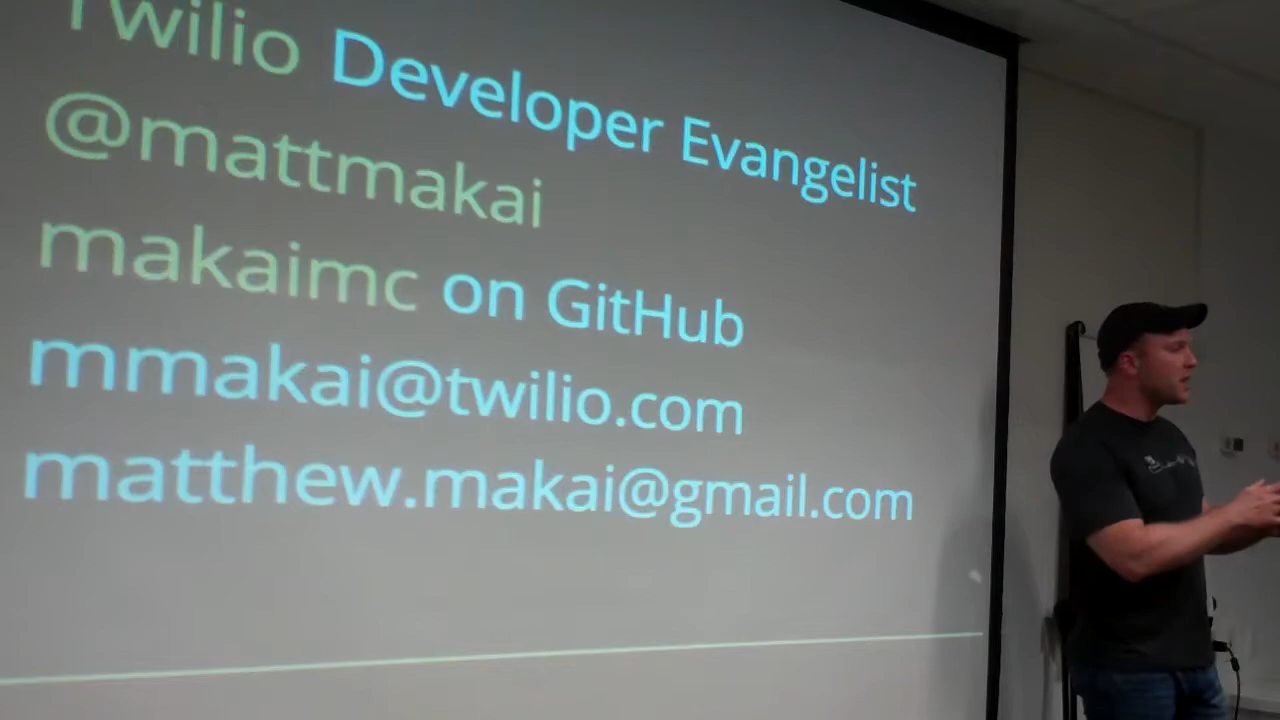 Twilio Developer Evangelist
@mattmakai
makaimc on GitHub
mmakai@twilio.com
matthew.makai@gmail.com